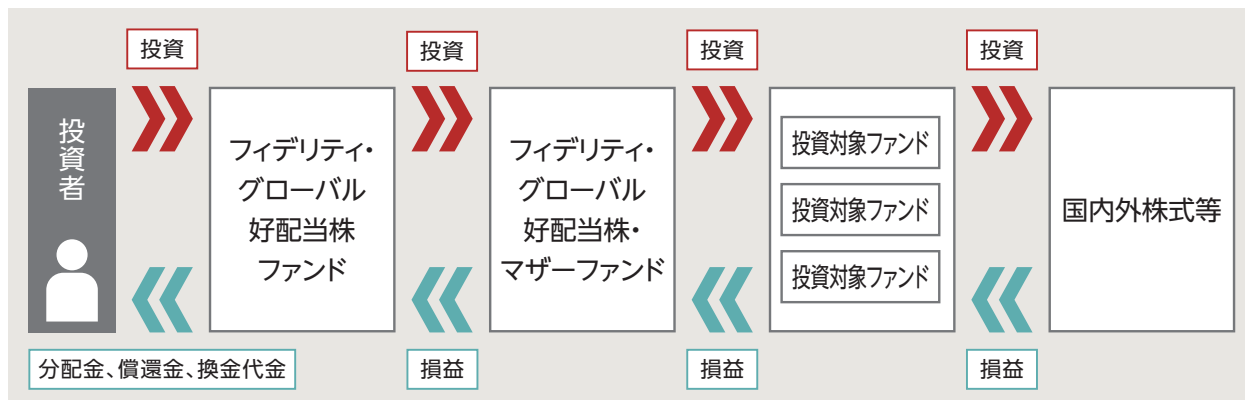 投資
投資
投資
投資
投資者
フィデリティ・
グローバル
好配当株
ファンド
フィデリティ・
グローバル
好配当株・
マザーファンド
投資対象ファンド
投資対象ファンド
投資対象ファンド
国内外株式等
分配金、償還金、換金代金
損益
損益
損益